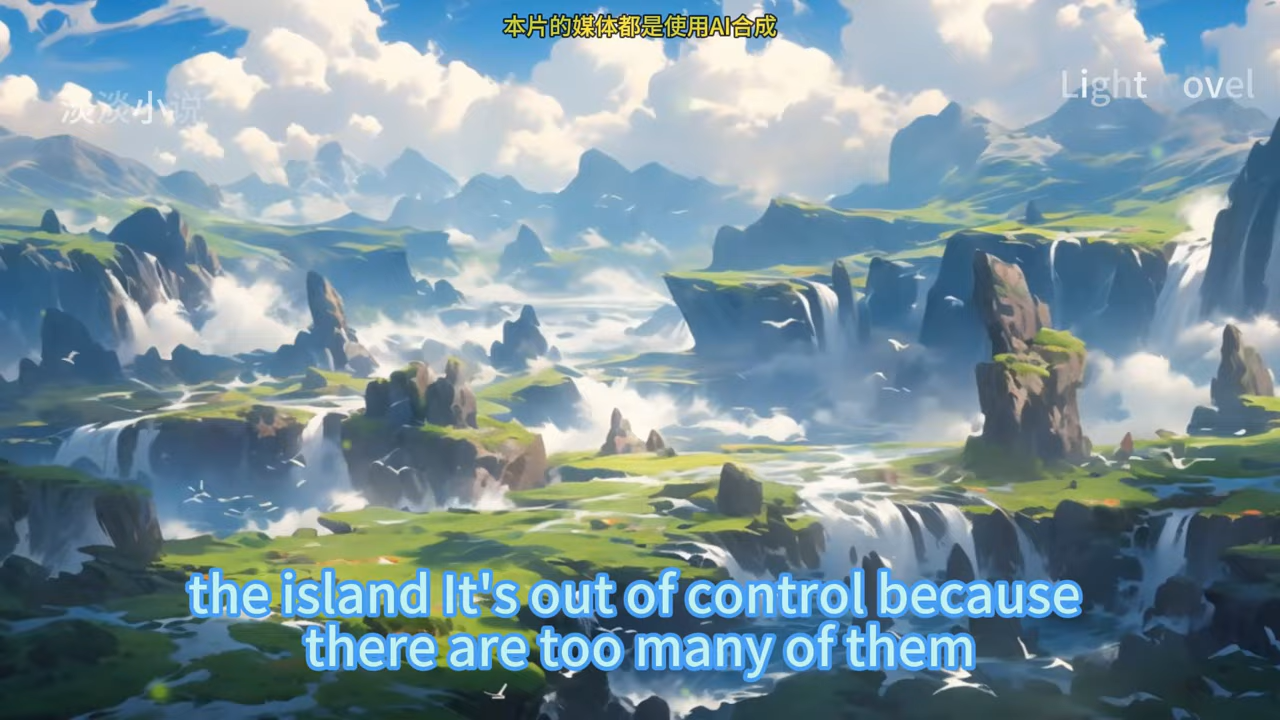 本片的媒体都是使用AI合成
淡淡小说
Light Novel
the island It's out of control because
there are too many of them